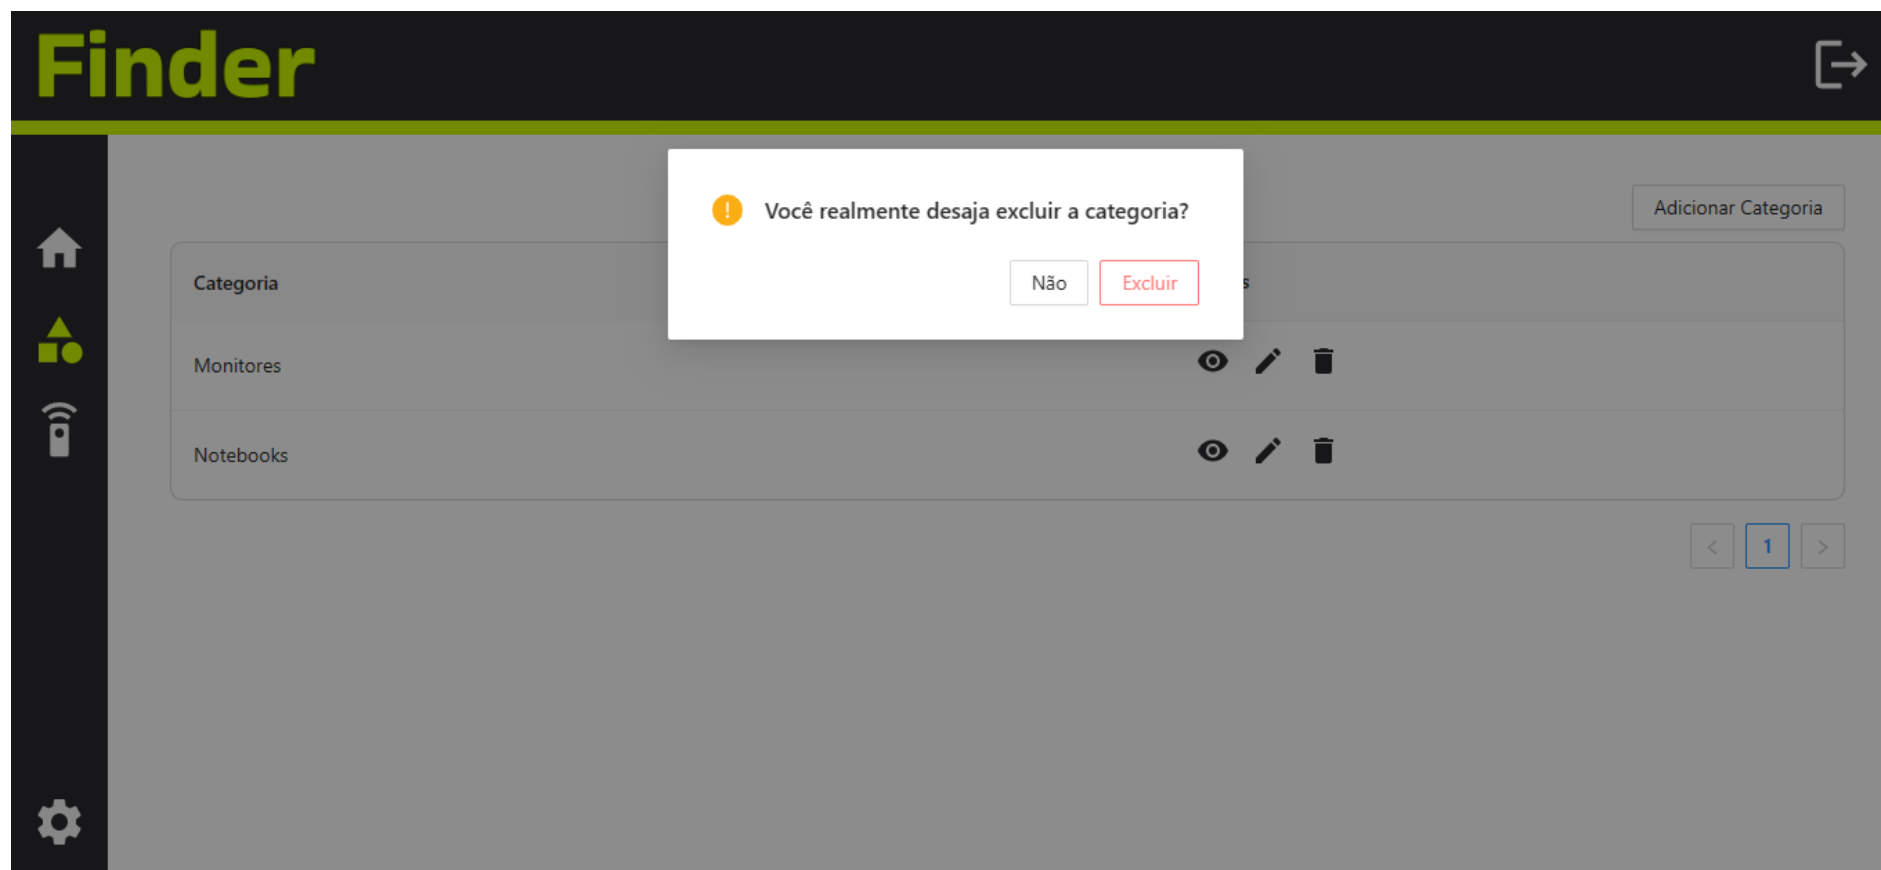 Finder
Você realmente desaja excluir a categoria?
Não
Excluir
Adicionar Categoria
Categoria
s
Monitores
Notebooks
< 1 >